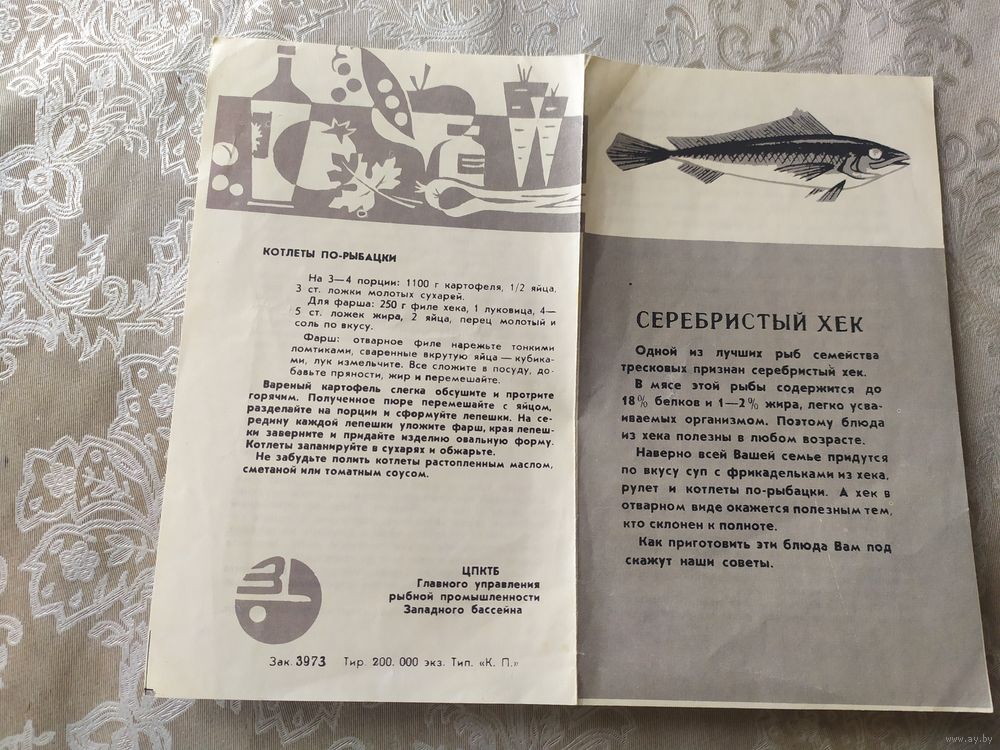 КОТЛЕТЫ ПО-РЫБАЦКИ
На 3—4 порции: 1100 г картофеля, 1/2 яйца,
3 ст. ложки молотых сухарей.
Для фарша: 250 г филе хека, 1 луковица, 4—
5 ст. ложек жира, 2 яйца, перец молотый и
соль по вкусу.
Фарш: отварное филе нарежьте тонкими
ломтиками, сваренные вкрутую яйца — кубика-
ми, лук измельчите. Все сложите в посуду, до-
бавьте пряности, жир и перемешайте.
Вареный картофель слегка обсушите и протрите
горячим. Полученное пюре перемешайте с яйцом,
разделайте на порции и сформуйте лепешки. На се-
редину каждой лепешки уложите фарш, края лепеш-
ки заверните и придайте изделию овальную форму.
Котлеты запанируйте в сухарях и обжарьте.
Не забудьте полить котлеты растопленным маслом,
сметаной или томатным соусом.
ЦПКТБ
Главного управления
рыбной промышленности
Западного бассейна
Зак. 3973 Тир. 200.000 экз. Тип. «К. П.»
СЕРЕБРИСТЫЙ ХЕК
Одной из лучших рыб семейства
тресковых признан серебристый хек.
В мясе этой рыбы содержится до
18% белков и 1—2% жира, легко усва-
иваемых организмом. Поэтому блюда
из хека полезны в любом возрасте.
Наверно всей Вашей семье придутся
по вкусу суп с фрикадельками из хека,
рулет и котлеты по-рыбацки. А хек в
отварном виде окажется полезным тем,
кто склонен к полноте.
Как приготовить эти блюда Вам под
скажут наши советы.
www.ay.by